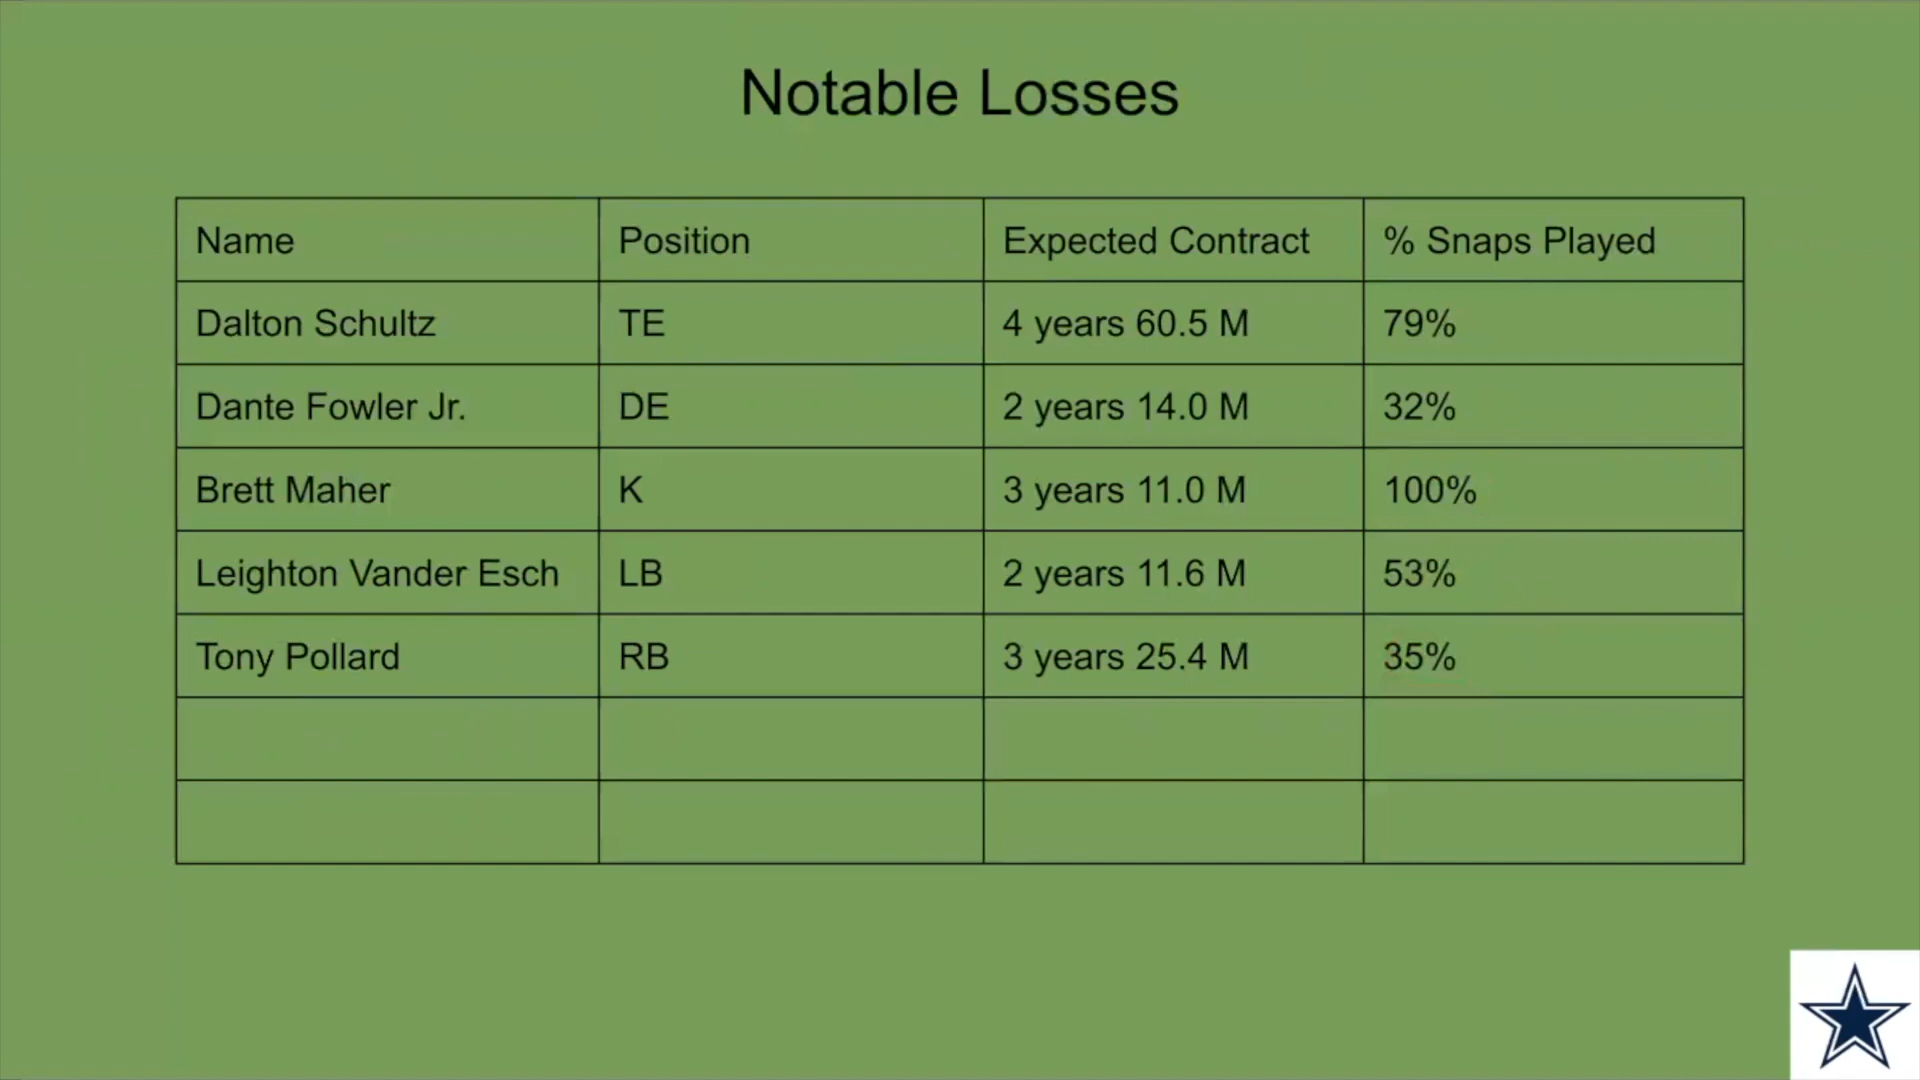 Notable Losses
Name Position Expected Contract % Snaps Played
Dalton Schultz TE 4 years 60.5 M 79%
Dante Fowler Jr. DE 2 years 14.0 M 32%
Brett Maher K 3 years 11.0 M 100%
Leighton Vander Esch LB 2 years 11.6 M 53%
Tony Pollard RB 3 years 25.4 M 35%